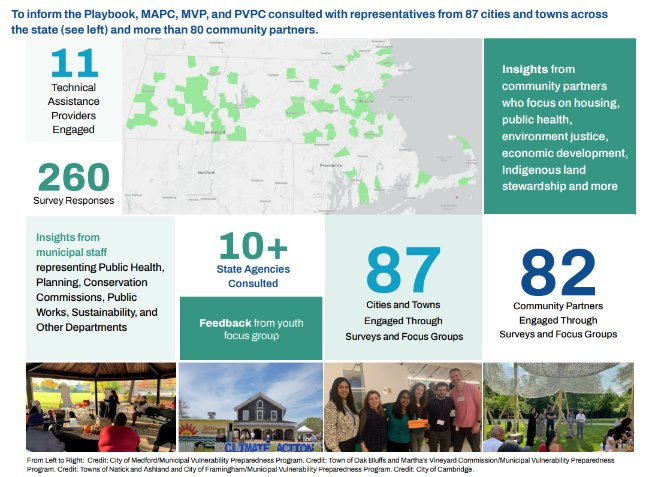 To inform the Playbook, MAPC, MVP, and PVPC consulted with representatives from 87 cities and towns across
the state (see left) and more than 80 community partners.
11
Technical
Assistance
Providers
Engaged
260
Survey Responses
Springfield
Hartford
Providence
Boston
Insights from
community partners
who focus on housing,
public health,
environment justice,
economic development,
Indigenous land
stewardship and more
Insights from
municipal staff
representing Public Health,
Planning, Conservation
Commissions, Public
Works, Sustainability, and
Other Departments
10+
State Agencies
Consulted
Feedback from youth
focus group
87
Cities and Towns
Engaged Through
Surveys and Focus Groups
82
Community Partners
Engaged Through
Surveys and Focus Groups
CLIMATE ACTION
From Left to Right: Credit: City of Medford/Municipal Vulnerability Preparedness Program. Credit: Town of Oak Bluffs and Martha's Vineyard Commission/Municipal Vulnerability Preparedness
Program. Credit: Towns of Natick and Ashland and City of Framingham/Municipal Vulnerability Preparedness Program. Credit: City of Cambridge.